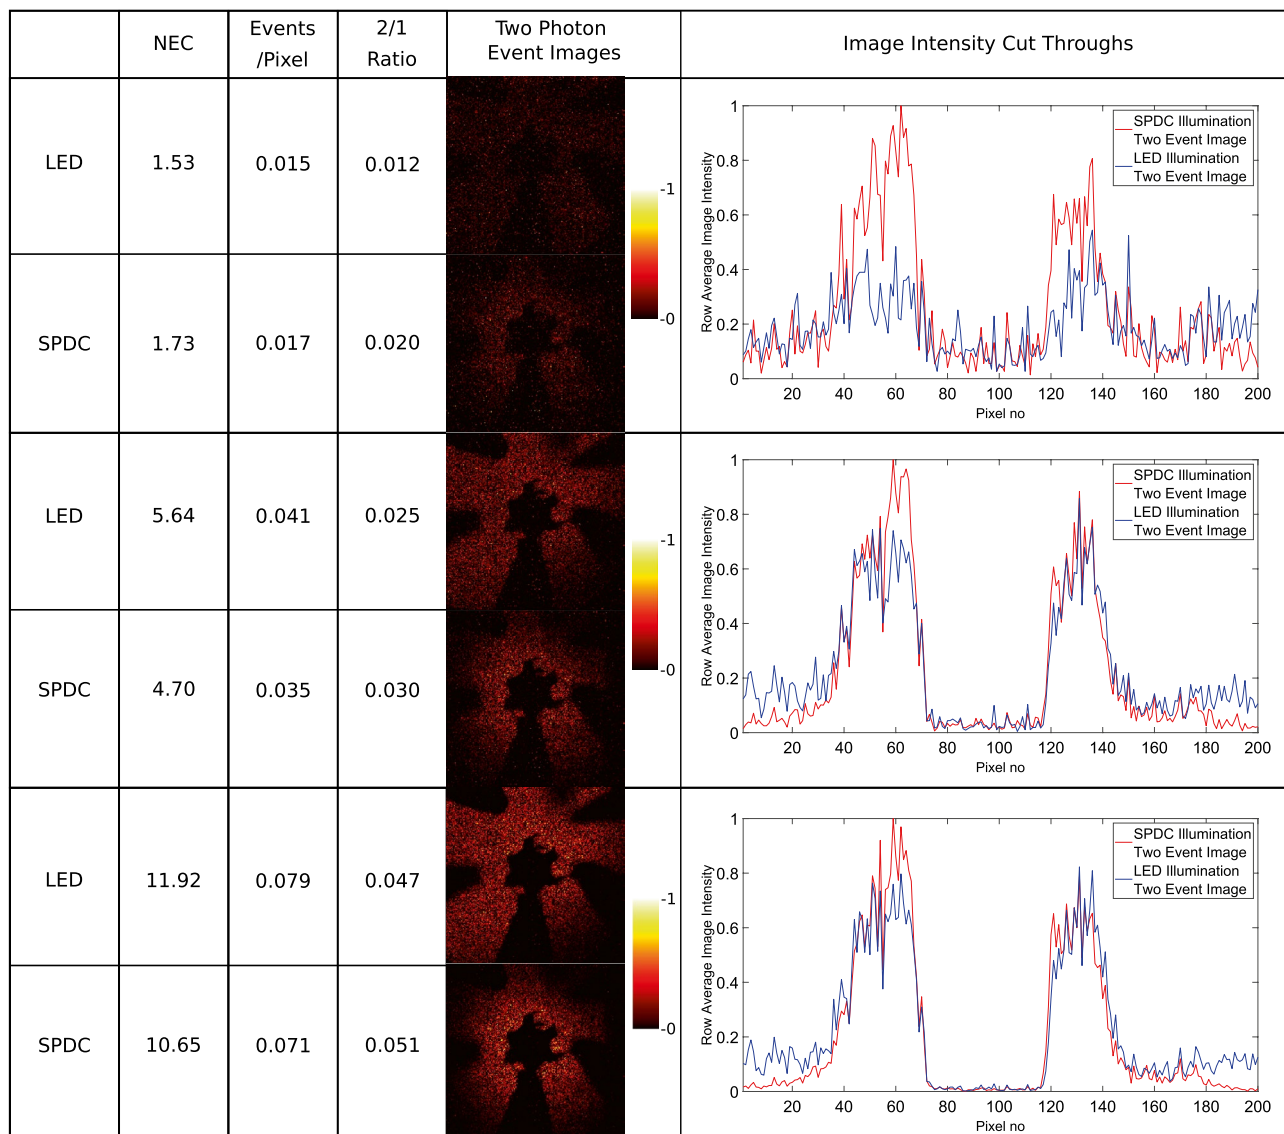 NEC
Events
/Pixel
2/1
Ratio
Two Photon
Event Images
Image Intensity Cut Throughs
LED
1.53
0.015
0.012
-1
-0
SPDC
1.73
0.017
0.020
Row Average Image Intensity
1
0.8
0.6
0.4
0.2
0
20 40 60 80 100 120 140 160 180 200
Pixel no
SPDC Illumination
Two Event Image
LED Illumination
Two Event Image
LED
5.64
0.041
0.025
-1
-0
SPDC
4.70
0.035
0.030
Row Average Image Intensity
1
0.8
0.6
0.4
0.2
0
20 40 60 80 100 120 140 160 180 200
Pixel no
SPDC Illumination
Two Event Image
LED Illumination
Two Event Image
LED
11.92
0.079
0.047
-1
-0
SPDC
10.65
0.071
0.051
Row Average Image Intensity
1
0.8
0.6
0.4
0.2
0
20 40 60 80 100 120 140 160 180 200
Pixel no
SPDC Illumination
Two Event Image
LED Illumination
Two Event Image